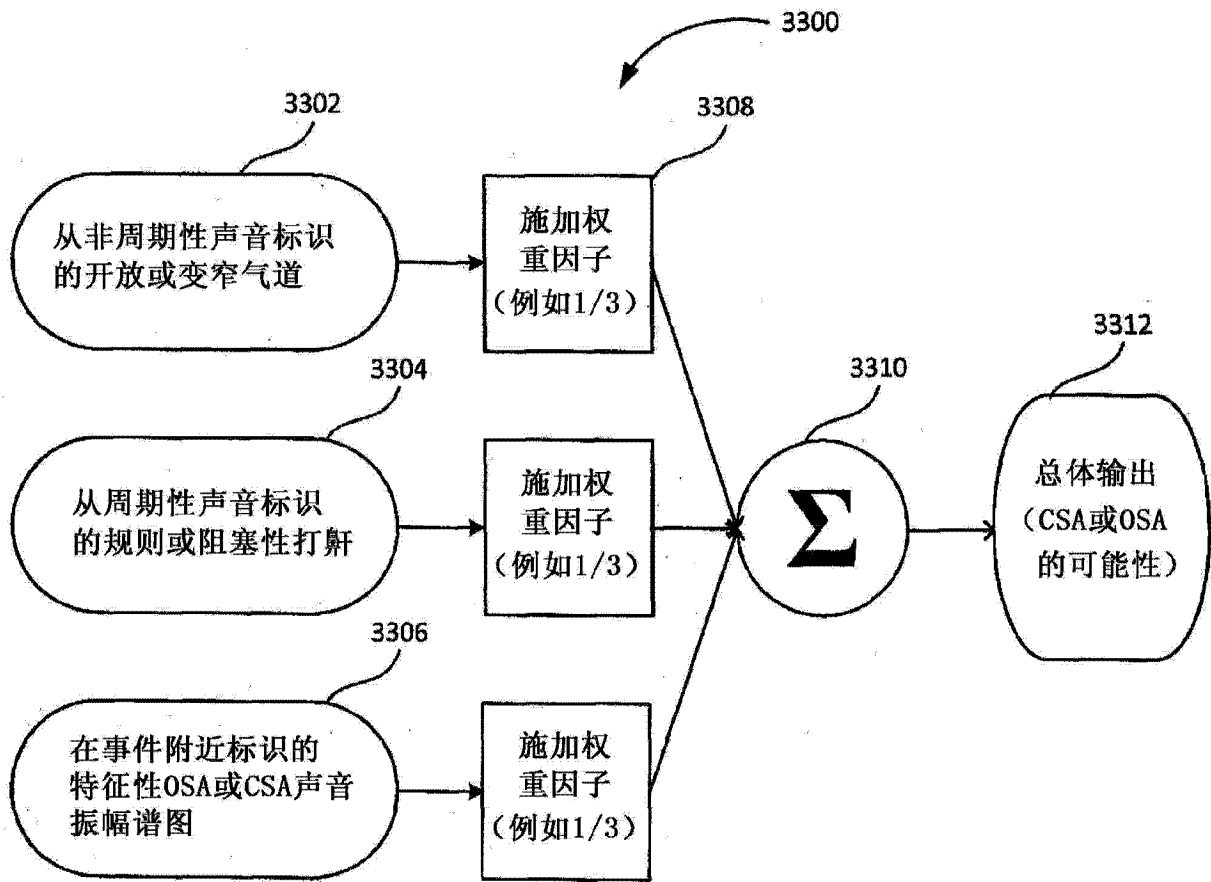 3300
3302
3308
从非周期性声音标识
的开放或变窄气道
施加权
重因子
（例如1/3）
3304
3310
3312
从周期性声音标识
的规则或阻塞性打鼾
施加权
重因子
（例如1/3）
Σ
总体输出
（CSA或OSA
的可能性）
3306
在事件附近标识的
特征性OSA或CSA声音
振幅谱图
施加权
重因子
（例如1/3）